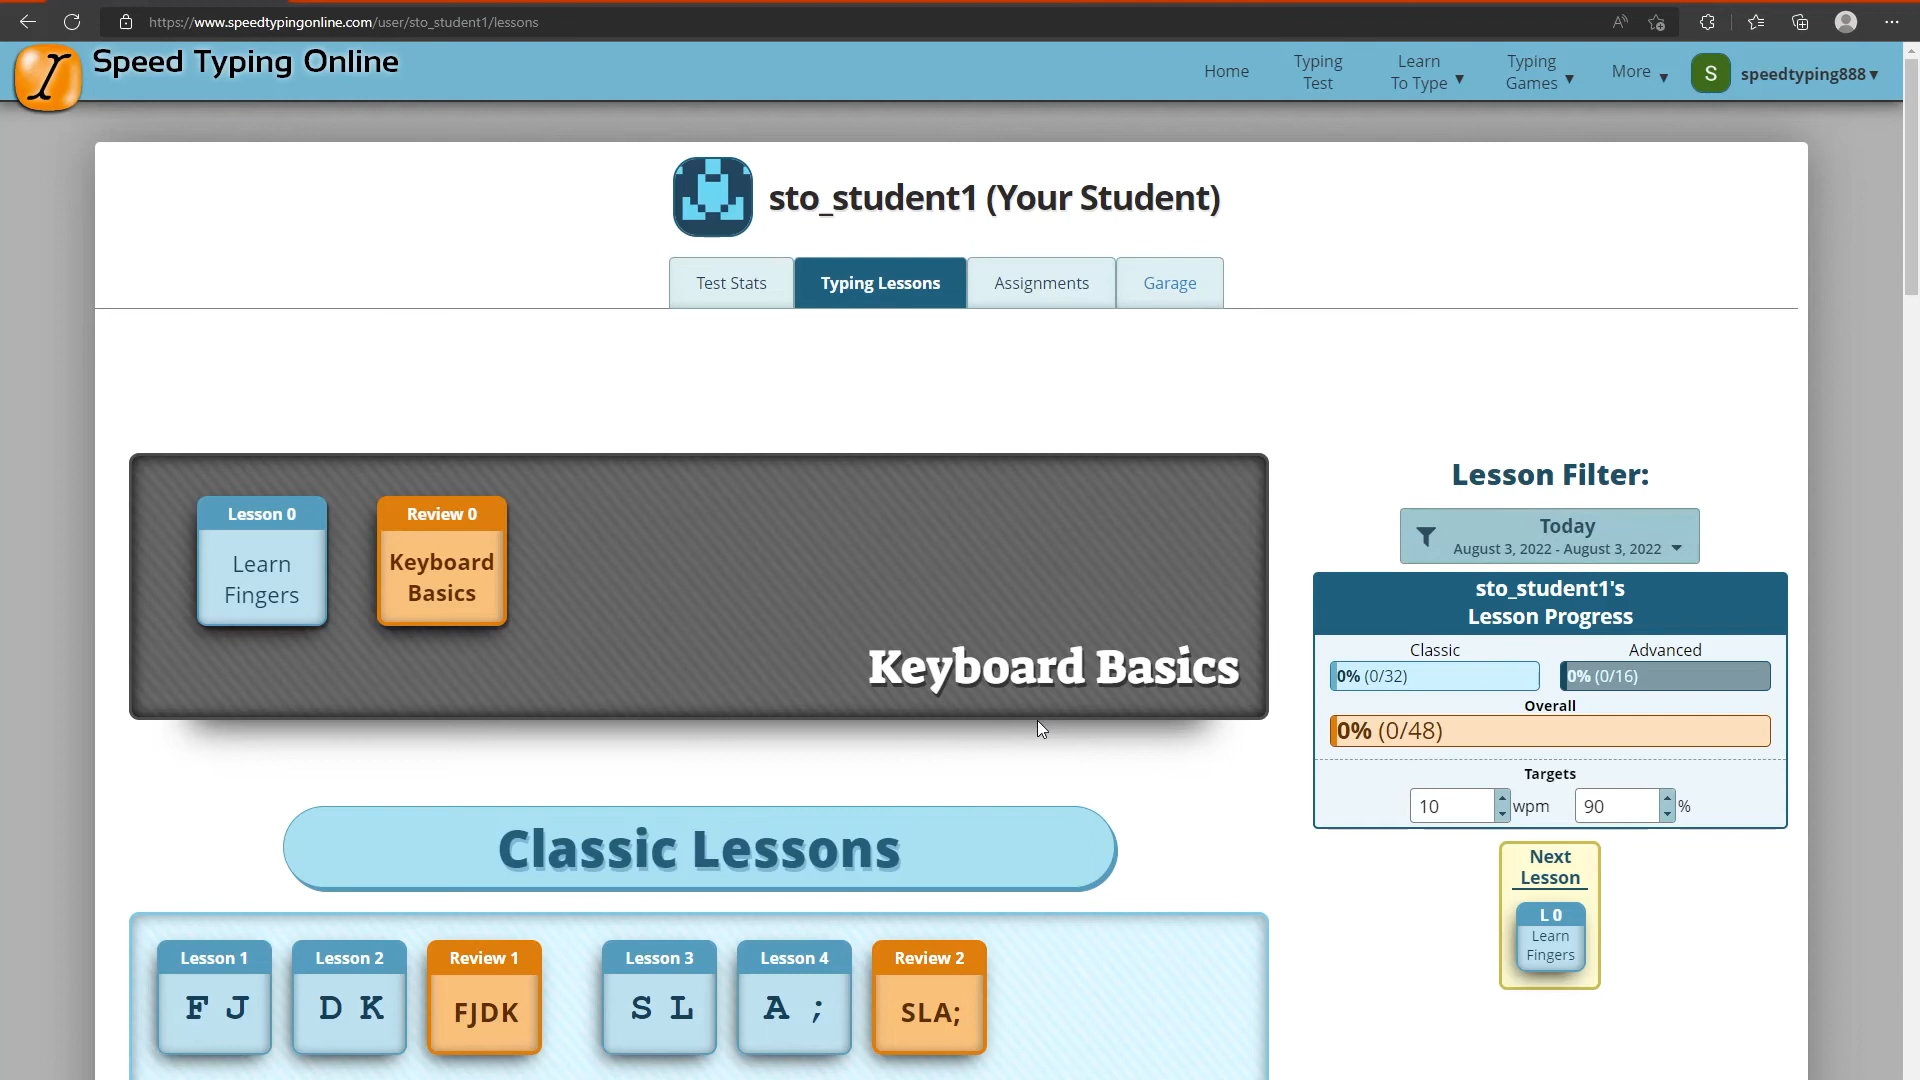 https://www.speedtypingonline.com/user/sto_student1/lessons
Speed Typing Online
Home
Typing
Test
Learn
To Type ▼
Typing
Games ▼
More ▼
S
speedtyping888 ▾
sto_student1 (Your Student)
Test Stats
Typing Lessons
Assignments
Garage
Lesson 0
Learn
Fingers
Review 0
Keyboard
Basics
Keyboard Basics
Lesson Filter:
Today
August 3, 2022 - August 3, 2022
sto_student1's
Lesson Progress
Classic
0% (0/32)
Advanced
0% (0/16)
Overall
0% (0/48)
Targets
10 wpm
90 %
Next
Lesson
L 0
Learn
Fingers
Classic Lessons
Lesson 1
F J
Lesson 2
D K
Review 1
FJDK
Lesson 3
S L
Lesson 4
A ;
Review 2
SLA;